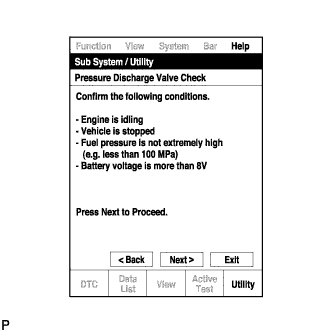 Function View System Bar Help
Sub System / Utility
Pressure Discharge Valve Check
Confirm the following conditions.
- Engine is idling
- Vehicle is stopped
- Fuel pressure is not extremely high
(e.g. less than 100 MPa)
- Battery voltage is more than 8V
Press Next to Proceed.
< Back Next > Exit
DTC Data List View Active Test Utility
P